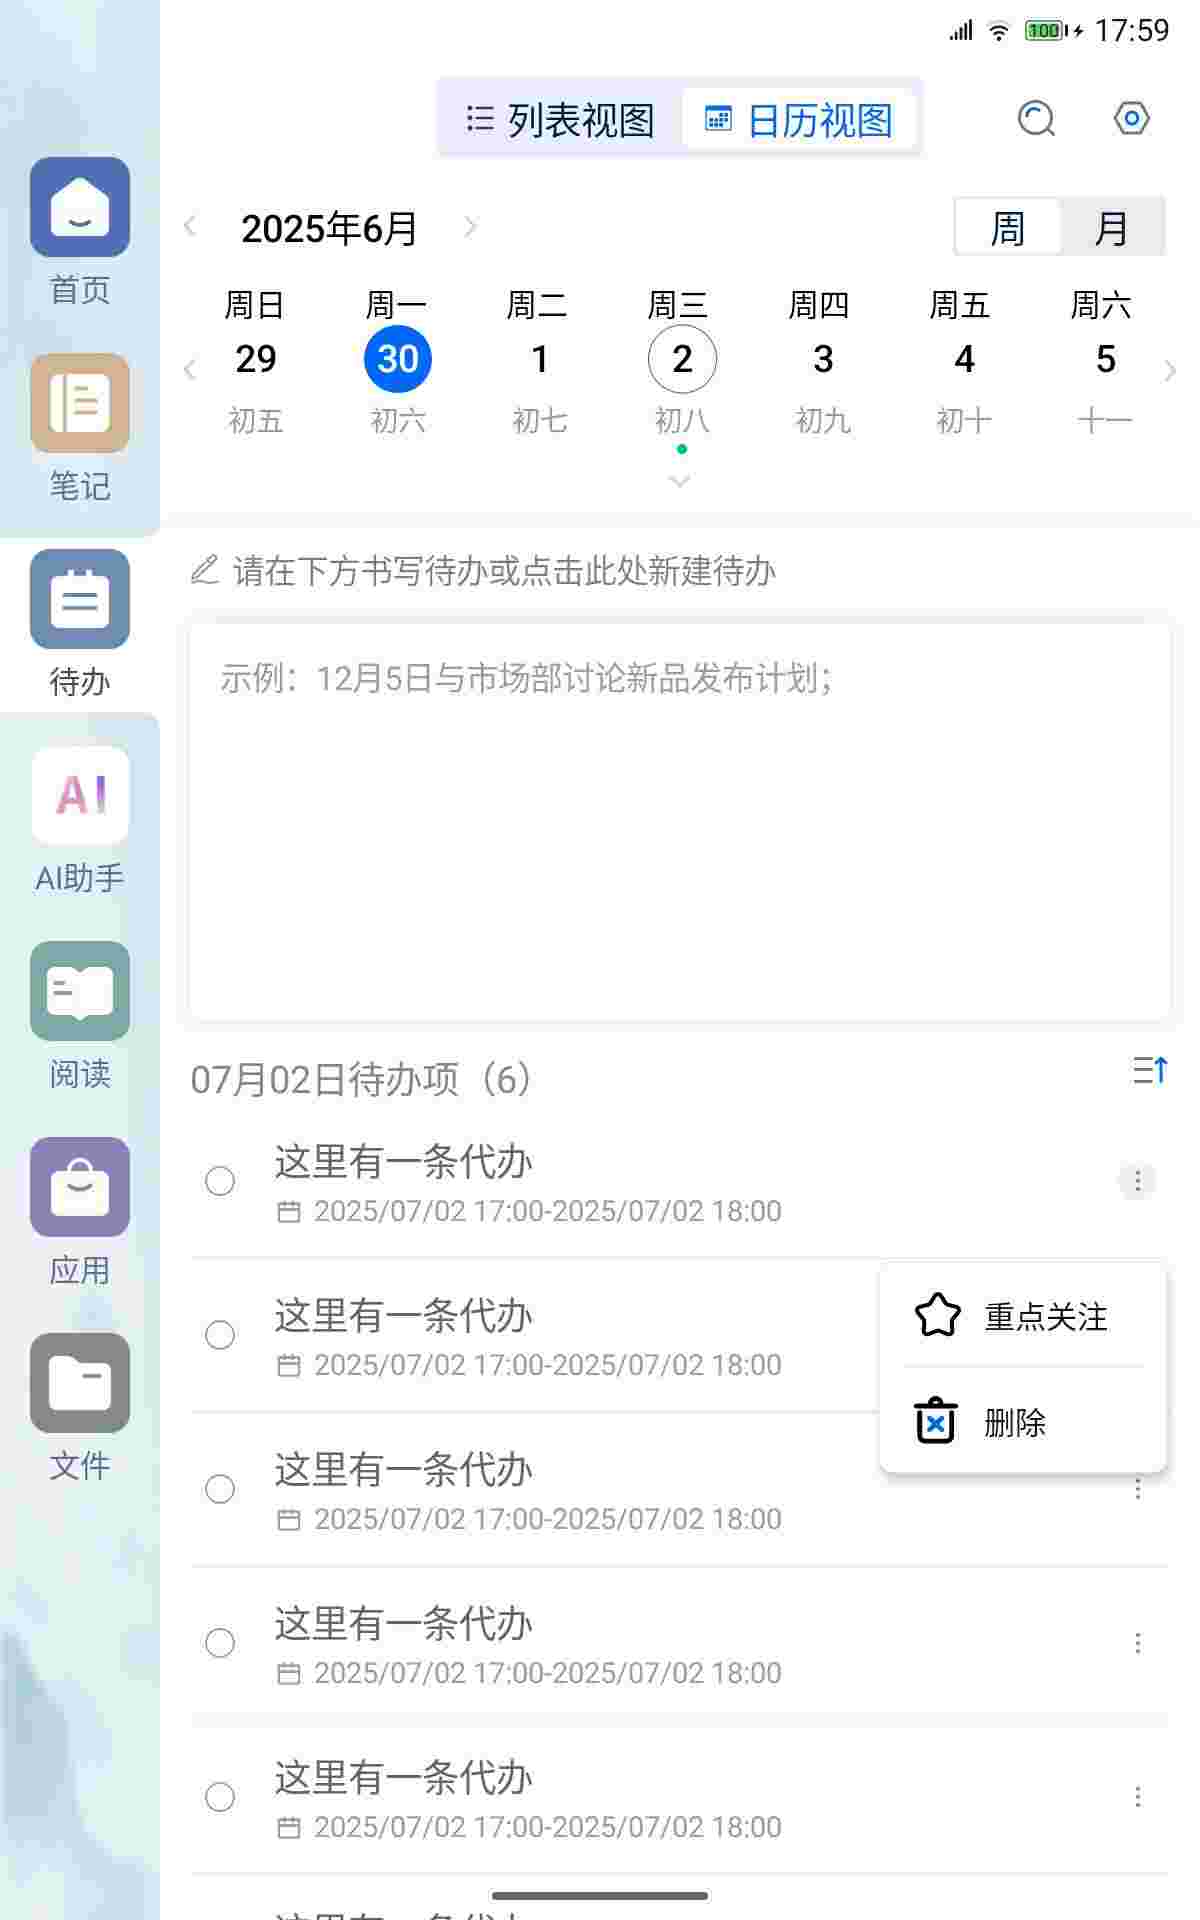 100 17:59
列表视图 日历视图
2025年6月 周 月
周日 周一 周二 周三 周四 周五 周六
29 30 1 2 3 4 5
初五 初六 初七 初八 初九 初十 十一
请在下方书写待办或点击此处新建待办
示例：12月5日与市场部讨论新品发布计划；
07月02日待办项（6）
这里有一条代办
2025/07/02 17:00-2025/07/02 18:00
这里有一条代办
2025/07/02 17:00-2025/07/02 18:00
重点关注
删除
这里有一条代办
2025/07/02 17:00-2025/07/02 18:00
这里有一条代办
2025/07/02 17:00-2025/07/02 18:00
这里有一条代办
2025/07/02 17:00-2025/07/02 18:00
首页
笔记
待办
AI
AI助手
阅读
应用
文件